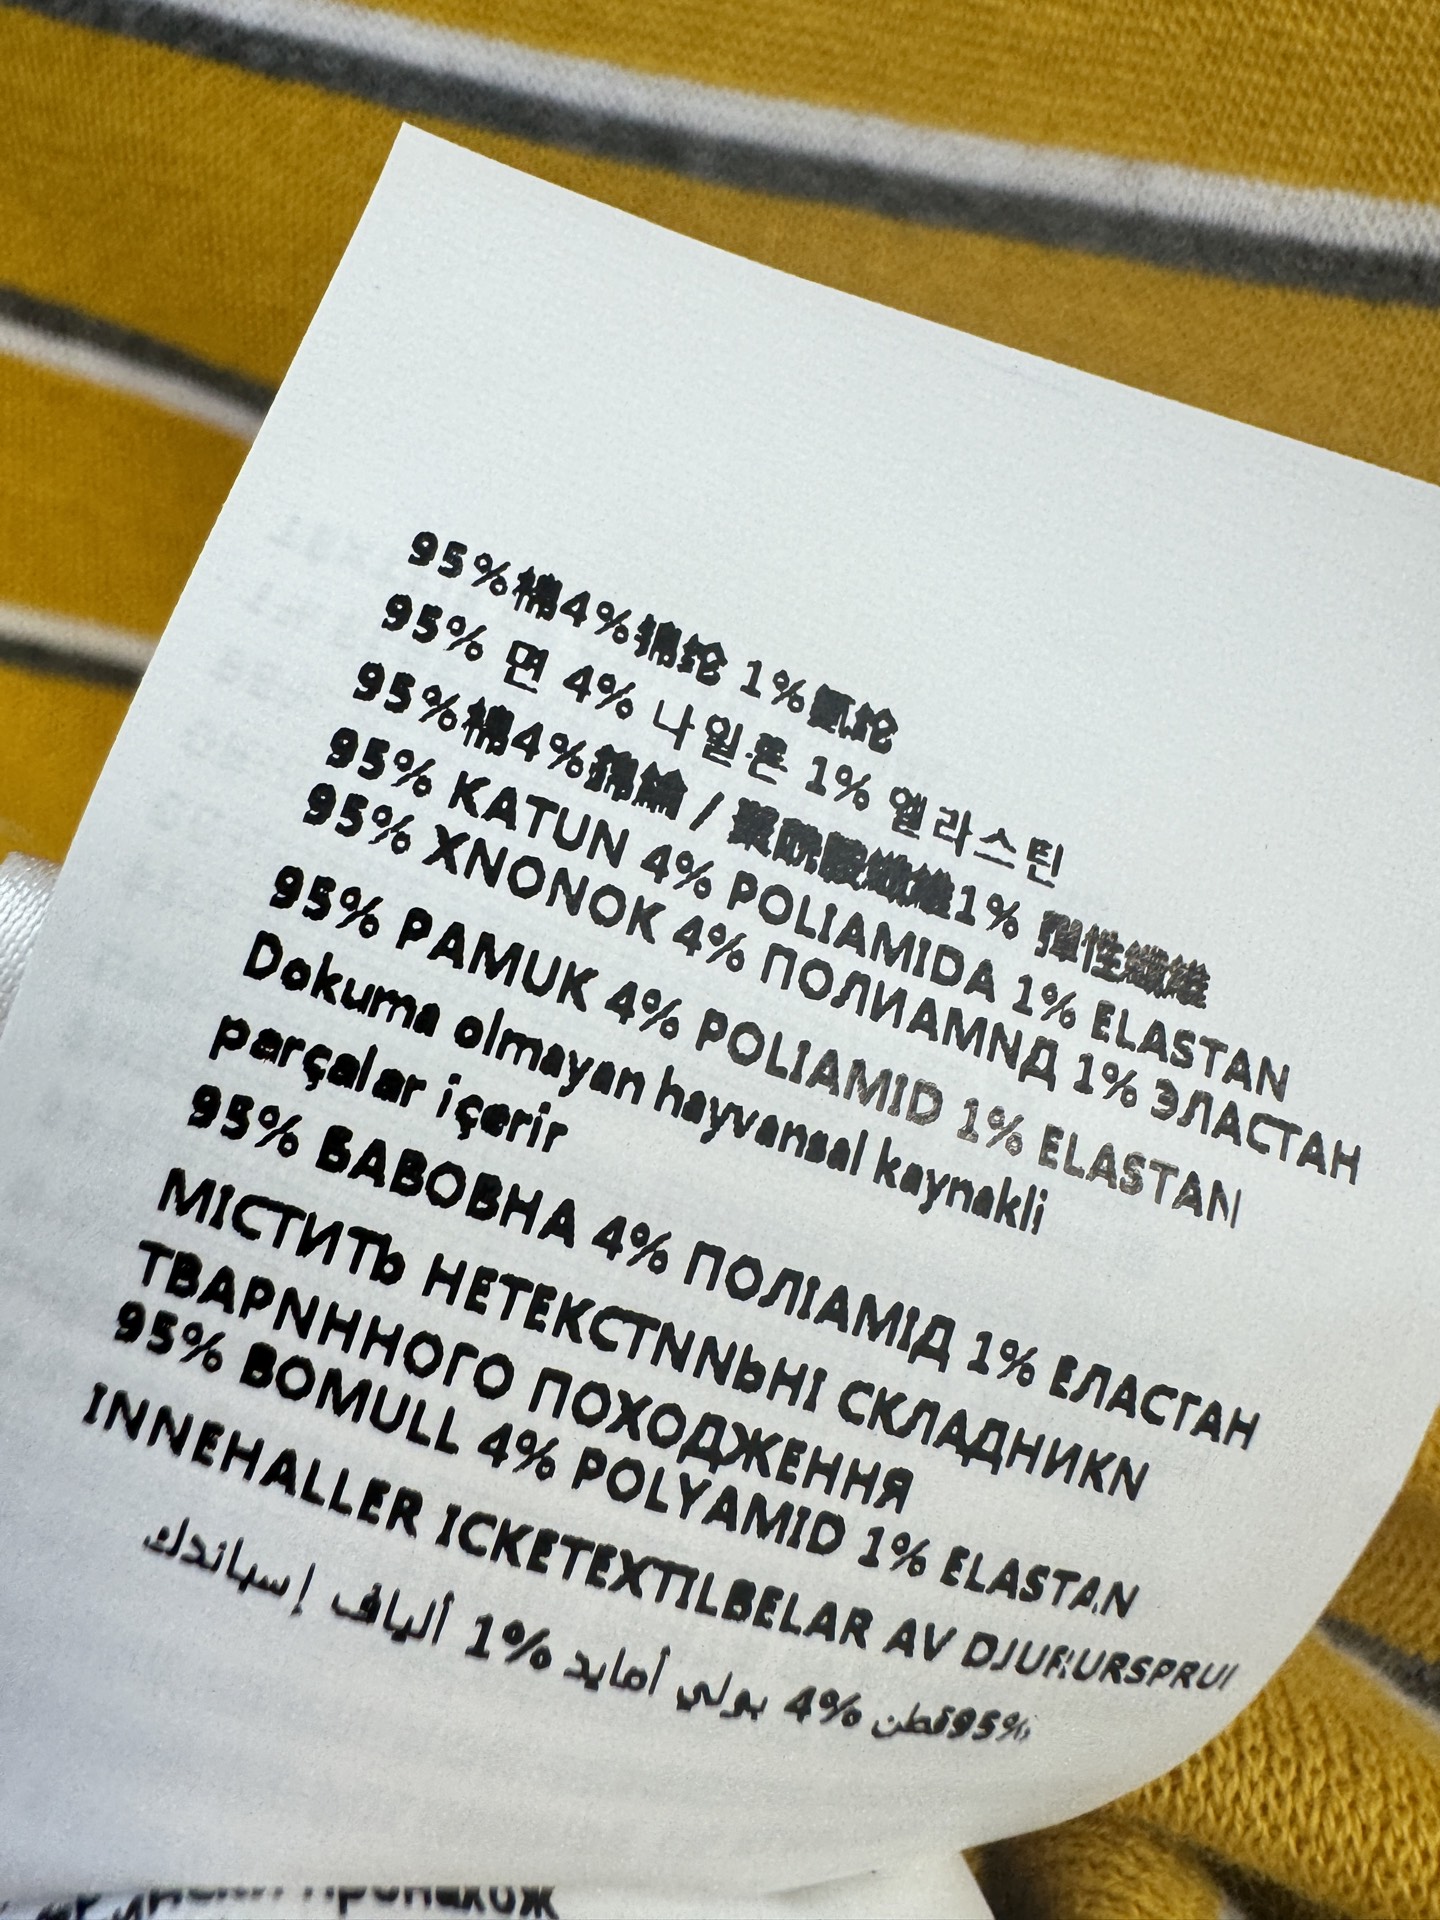 95%棉4%锦纶 1%氨纶
95% 면 4% 나일론 1% 엘라스틴
95%棉4%錦綸 / 聚酰胺纖維1% 彈性纖維
95% KATUN 4% POLIAMIDA 1% ELASTAN
95% XNONOK 4% ПОЛИАМNД 1% ЭЛАСТАН
95% PAMUK 4% POLIAMID 1% ELASTAN
Dokuma olmayan hayvansal kaynakli
parçalar içerir
95% БАВОВНА 4% ПОЛІАМІД 1% ЕЛАСТАН
МІСТИТЬ НЕТЕКСТNNЬНІ СКЛАДНИКN
ТВАРNННОГО ПОХОДЖЕННЯ
95% BOMULL 4% POLYAMID 1% ELASTAN
INNEHALLER ICKETEXTILBELAR AV DJURURSPRU
95%قطن 4% بولي أمايد 1% ألياف إسباندك